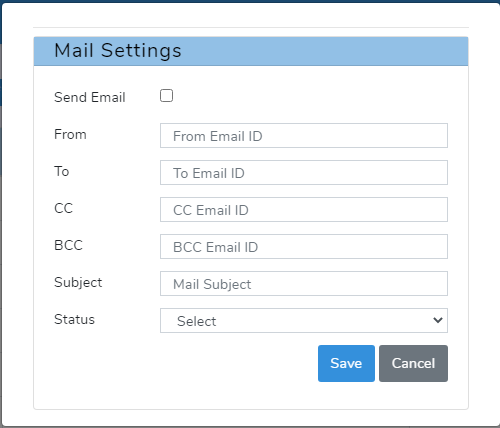 Mail Settings
Send Email
From From Email ID
To To Email ID
CC CC Email ID
BCC BCC Email ID
Subject Mail Subject
Status Select
Save Cancel